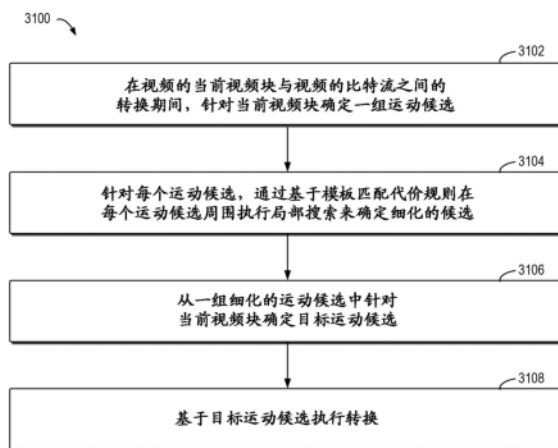 3100
3102
在视频的当前视频块与视频的比特流之间的
转换期间，针对当前视频块确定一组运动候选
3104
针对每个运动候选，通过基于模板匹配代价规则在
每个运动候选周围执行局部搜索来确定细化的候选
3106
从一组细化的运动候选中针对
当前视频块确定目标运动候选
3108
基于目标运动候选执行转换